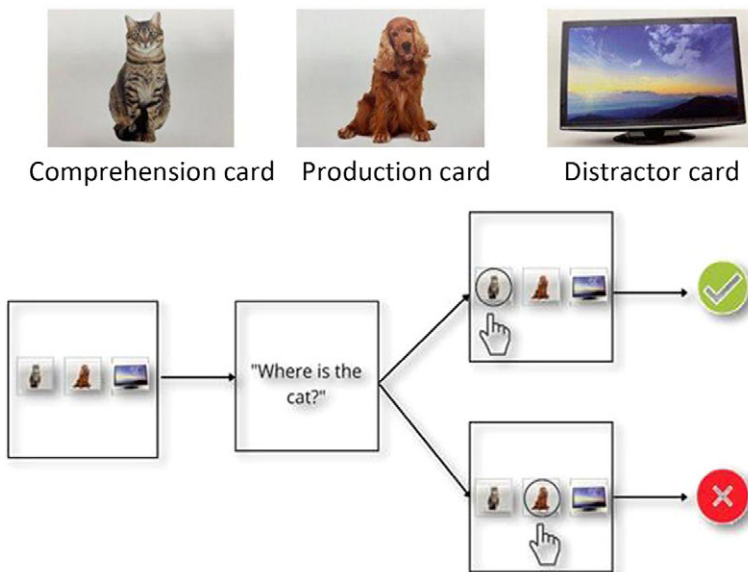 Comprehension card
Production card
Distractor card
"Where is the
cat?"